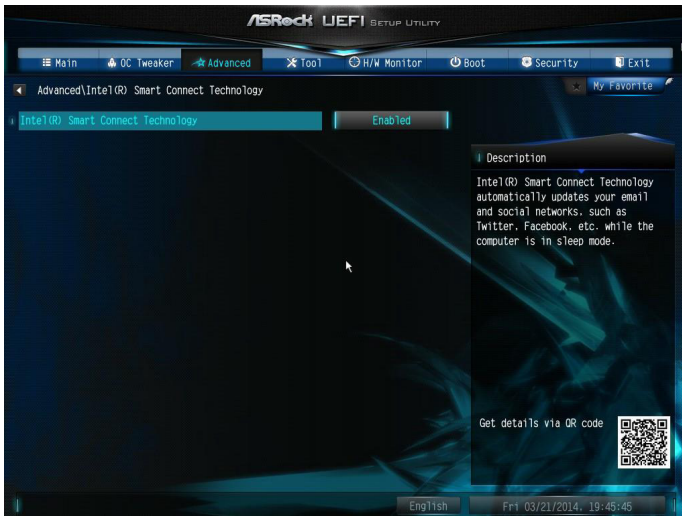 ASRock UEFI SETUP UTILITY
Main OC Tweaker Advanced Tool H/W Monitor Boot Security Exit
Advanced\Intel(R) Smart Connect Technology
My Favorite
Intel(R) Smart Connect Technology Enabled
Description
Intel(R) Smart Connect Technology
automatically updates your email
and social networks, such as
Twitter, Facebook, etc. while the
computer is in sleep mode.
Get details via QR code
English
Fri 03/21/2014, 19:45:45